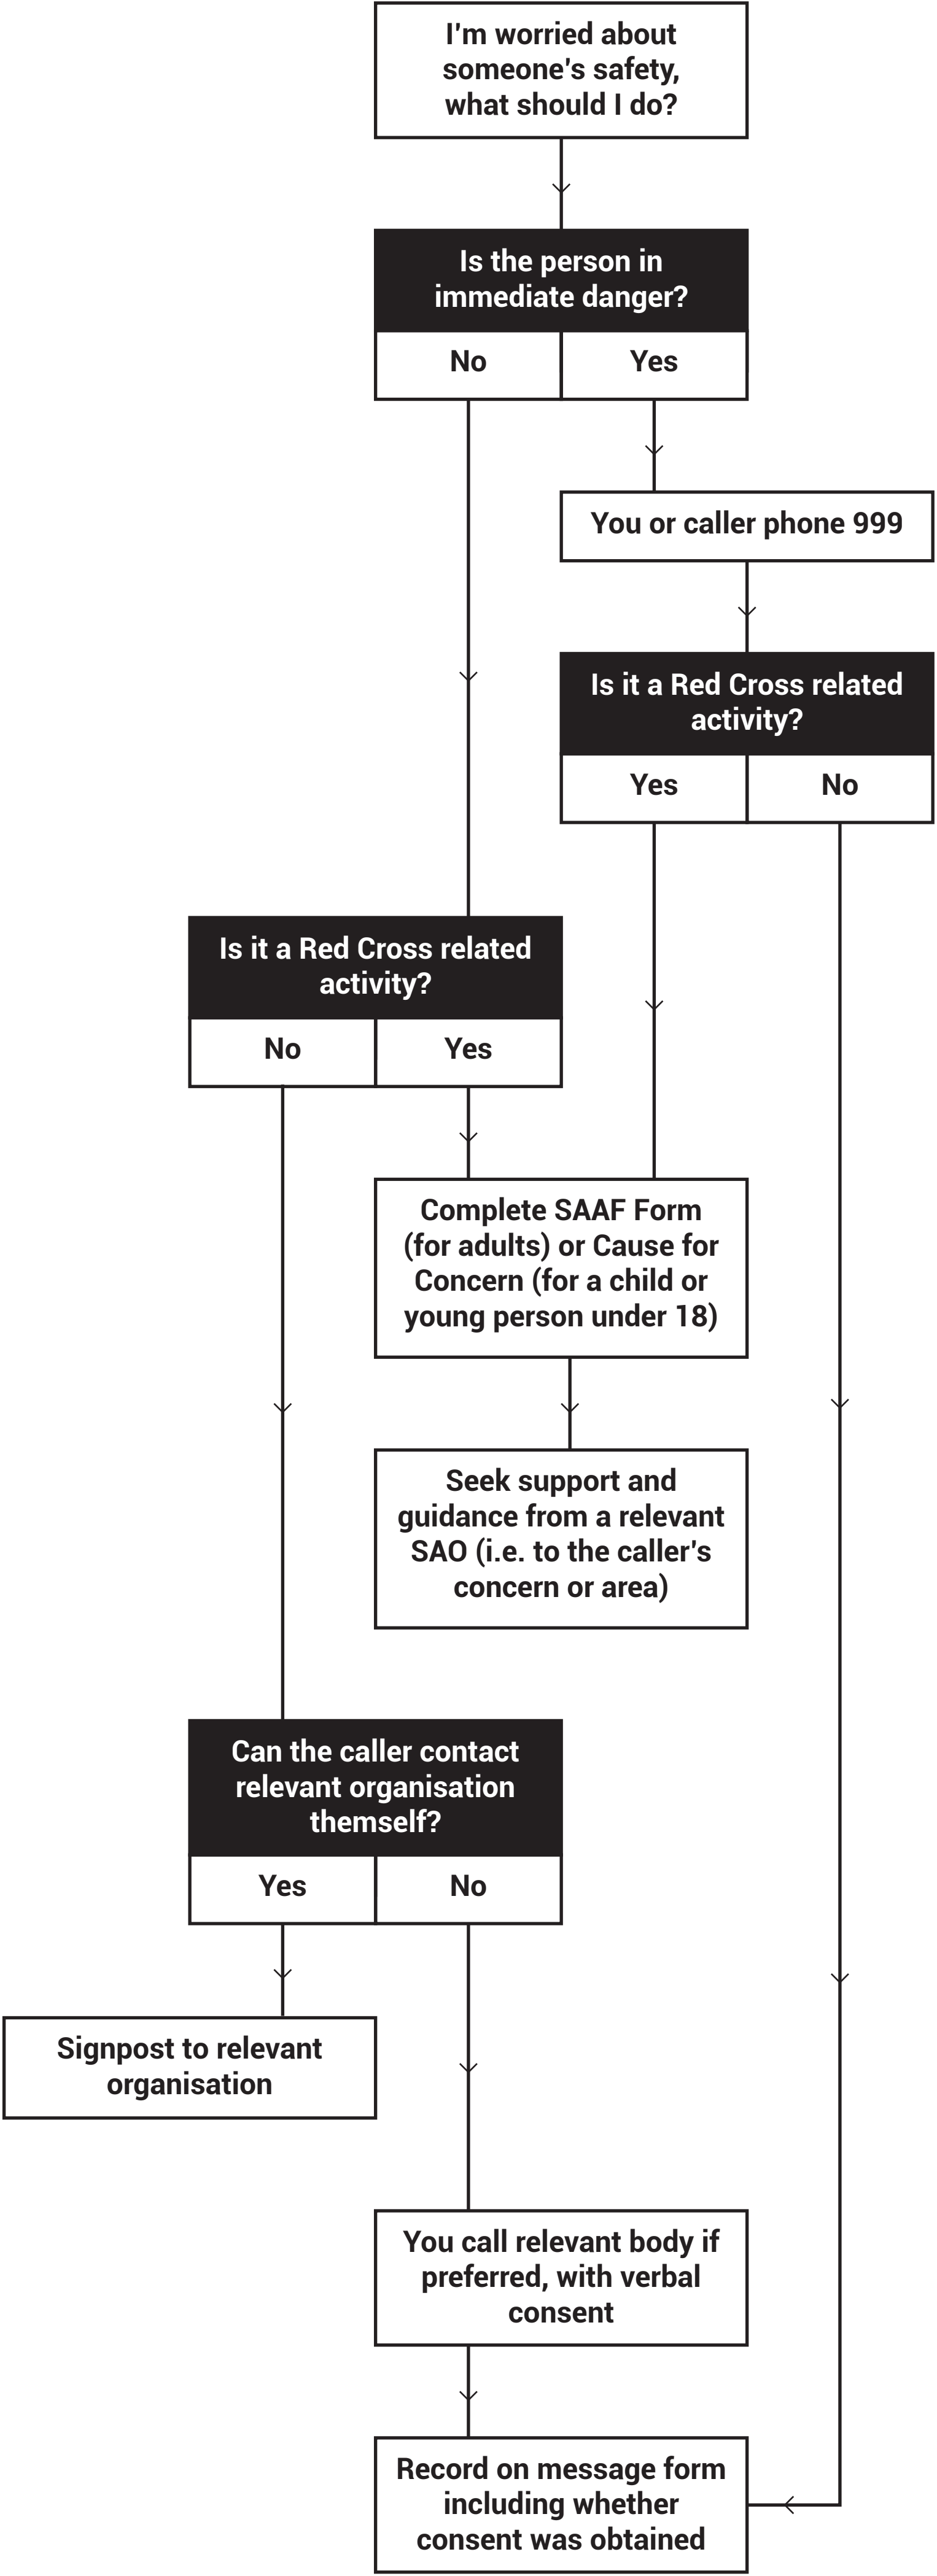 I'm worried about
someone's safety,
what should I do?
Is the person in
immediate danger?
No
Yes
You or caller phone 999
Is it a Red Cross related
activity?
Yes
No
Is it a Red Cross related
activity?
No
Yes
Complete SAAF Form
(for adults) or Cause for
Concern (for a child or
young person under 18)
Seek support and
guidance from a relevant
SAO (i.e. to the caller's
concern or area)
Can the caller contact
relevant organisation
themself?
Yes
No
Signpost to relevant
organisation
You call relevant body if
preferred, with verbal
consent
Record on message form
including whether
consent was obtained